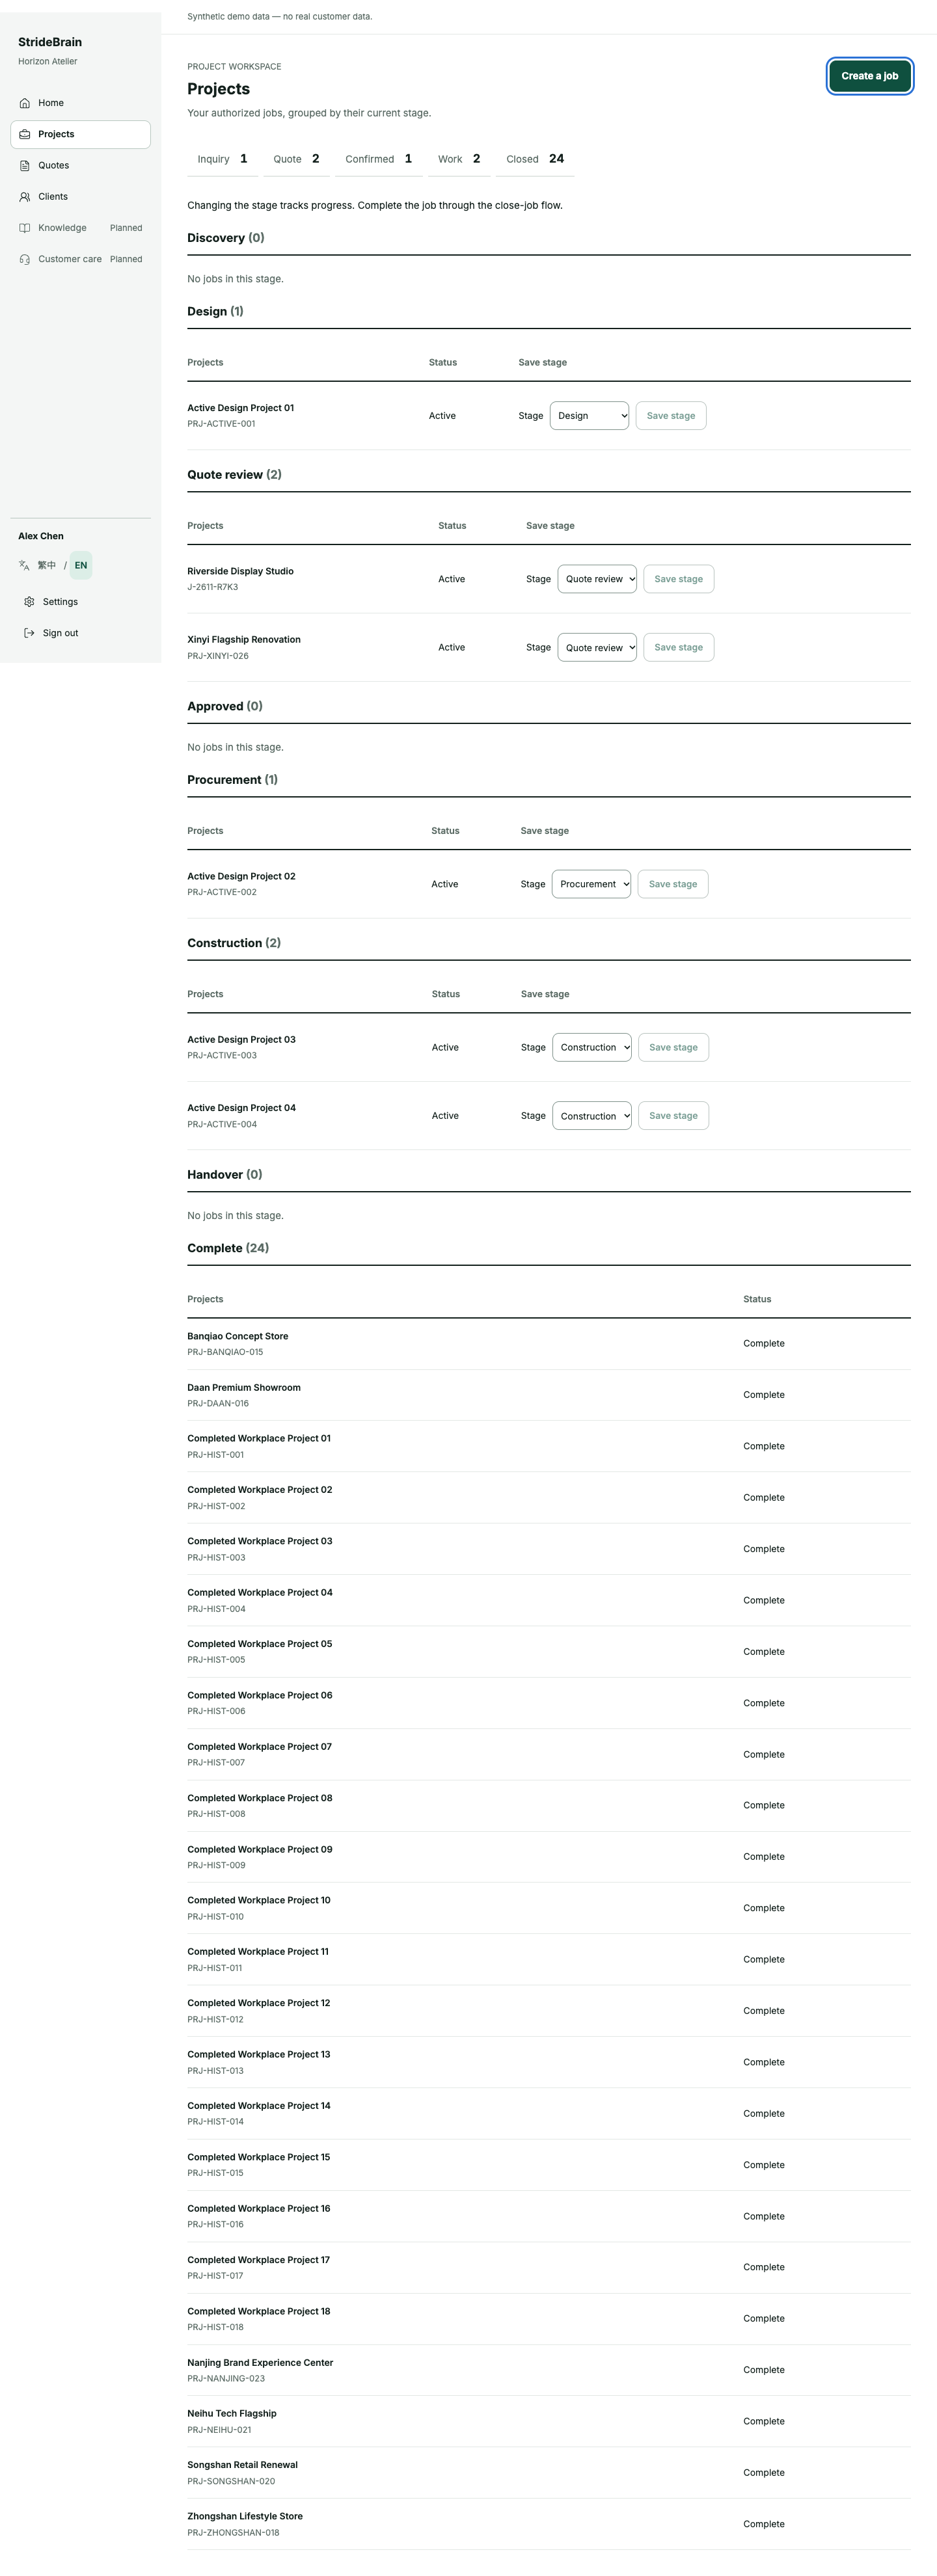 Synthetic demo data — no real customer data.
StrideBrain
Horizon Atelier
Home
Projects
Quotes
Clients
Knowledge Planned
Customer care Planned
Alex Chen
繁中 / EN
Settings
Sign out
PROJECT WORKSPACE
Projects
Your authorized jobs, grouped by their current stage.
Create a job
Inquiry 1 Quote 2 Confirmed 1 Work 2 Closed 24
Changing the stage tracks progress. Complete the job through the close-job flow.
Discovery (0)
No jobs in this stage.
Design (1)
Projects Status Save stage
Active Design Project 01
PRJ-ACTIVE-001
Active Stage Design Save stage
Quote review (2)
Projects Status Save stage
Riverside Display Studio
J-2611-R7K3
Active Stage Quote review Save stage
Xinyi Flagship Renovation
PRJ-XINYI-026
Active Stage Quote review Save stage
Approved (0)
No jobs in this stage.
Procurement (1)
Projects Status Save stage
Active Design Project 02
PRJ-ACTIVE-002
Active Stage Procurement Save stage
Construction (2)
Projects Status Save stage
Active Design Project 03
PRJ-ACTIVE-003
Active Stage Construction Save stage
Active Design Project 04
PRJ-ACTIVE-004
Active Stage Construction Save stage
Handover (0)
No jobs in this stage.
Complete (24)
Projects Status
Banqiao Concept Store
PRJ-BANQIAO-015
Complete
Daan Premium Showroom
PRJ-DAAN-016
Complete
Completed Workplace Project 01
PRJ-HIST-001
Complete
Completed Workplace Project 02
PRJ-HIST-002
Complete
Completed Workplace Project 03
PRJ-HIST-003
Complete
Completed Workplace Project 04
PRJ-HIST-004
Complete
Completed Workplace Project 05
PRJ-HIST-005
Complete
Completed Workplace Project 06
PRJ-HIST-006
Complete
Completed Workplace Project 07
PRJ-HIST-007
Complete
Completed Workplace Project 08
PRJ-HIST-008
Complete
Completed Workplace Project 09
PRJ-HIST-009
Complete
Completed Workplace Project 10
PRJ-HIST-010
Complete
Completed Workplace Project 11
PRJ-HIST-011
Complete
Completed Workplace Project 12
PRJ-HIST-012
Complete
Completed Workplace Project 13
PRJ-HIST-013
Complete
Completed Workplace Project 14
PRJ-HIST-014
Complete
Completed Workplace Project 15
PRJ-HIST-015
Complete
Completed Workplace Project 16
PRJ-HIST-016
Complete
Completed Workplace Project 17
PRJ-HIST-017
Complete
Completed Workplace Project 18
PRJ-HIST-018
Complete
Nanjing Brand Experience Center
PRJ-NANJING-023
Complete
Neihu Tech Flagship
PRJ-NEIHU-021
Complete
Songshan Retail Renewal
PRJ-SONGSHAN-020
Complete
Zhongshan Lifestyle Store
PRJ-ZHONGSHAN-018
Complete